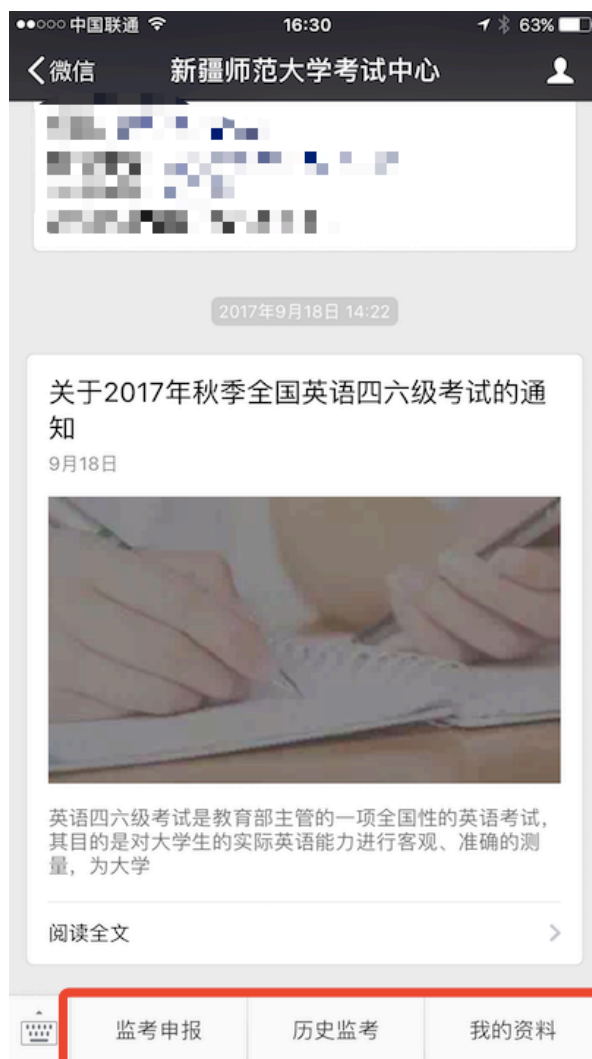 中国联通 16:30 63%
微信 新疆师范大学考试中心
2017年9月18日 14:22
关于2017年秋季全国英语四六级考试的通
知
9月18日
英语四六级考试是教育部主管的一项全国性的英语考试,
其目的是对大学生的实际英语能力进行客观、准确的测
量，为大学
阅读全文
监考申报 历史监考 我的资料